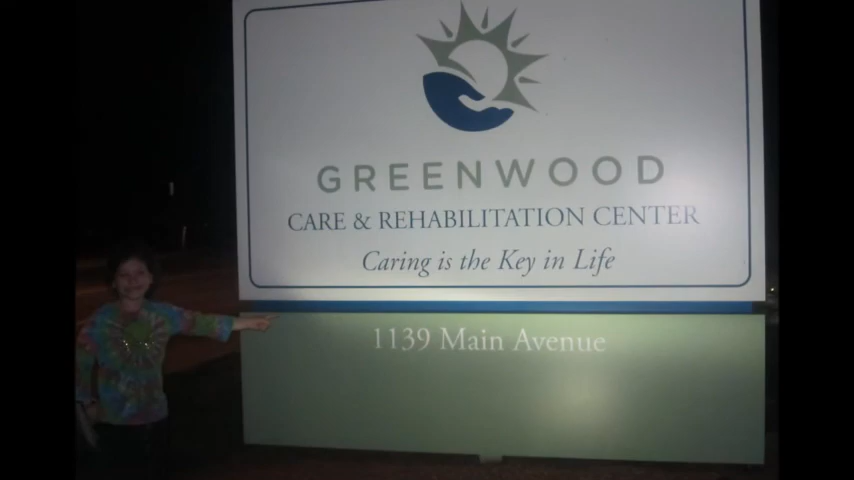 GREENWOOD
CARE & REHABILITATION CENTER
Caring is the Key in Life
1139 Main Avenue